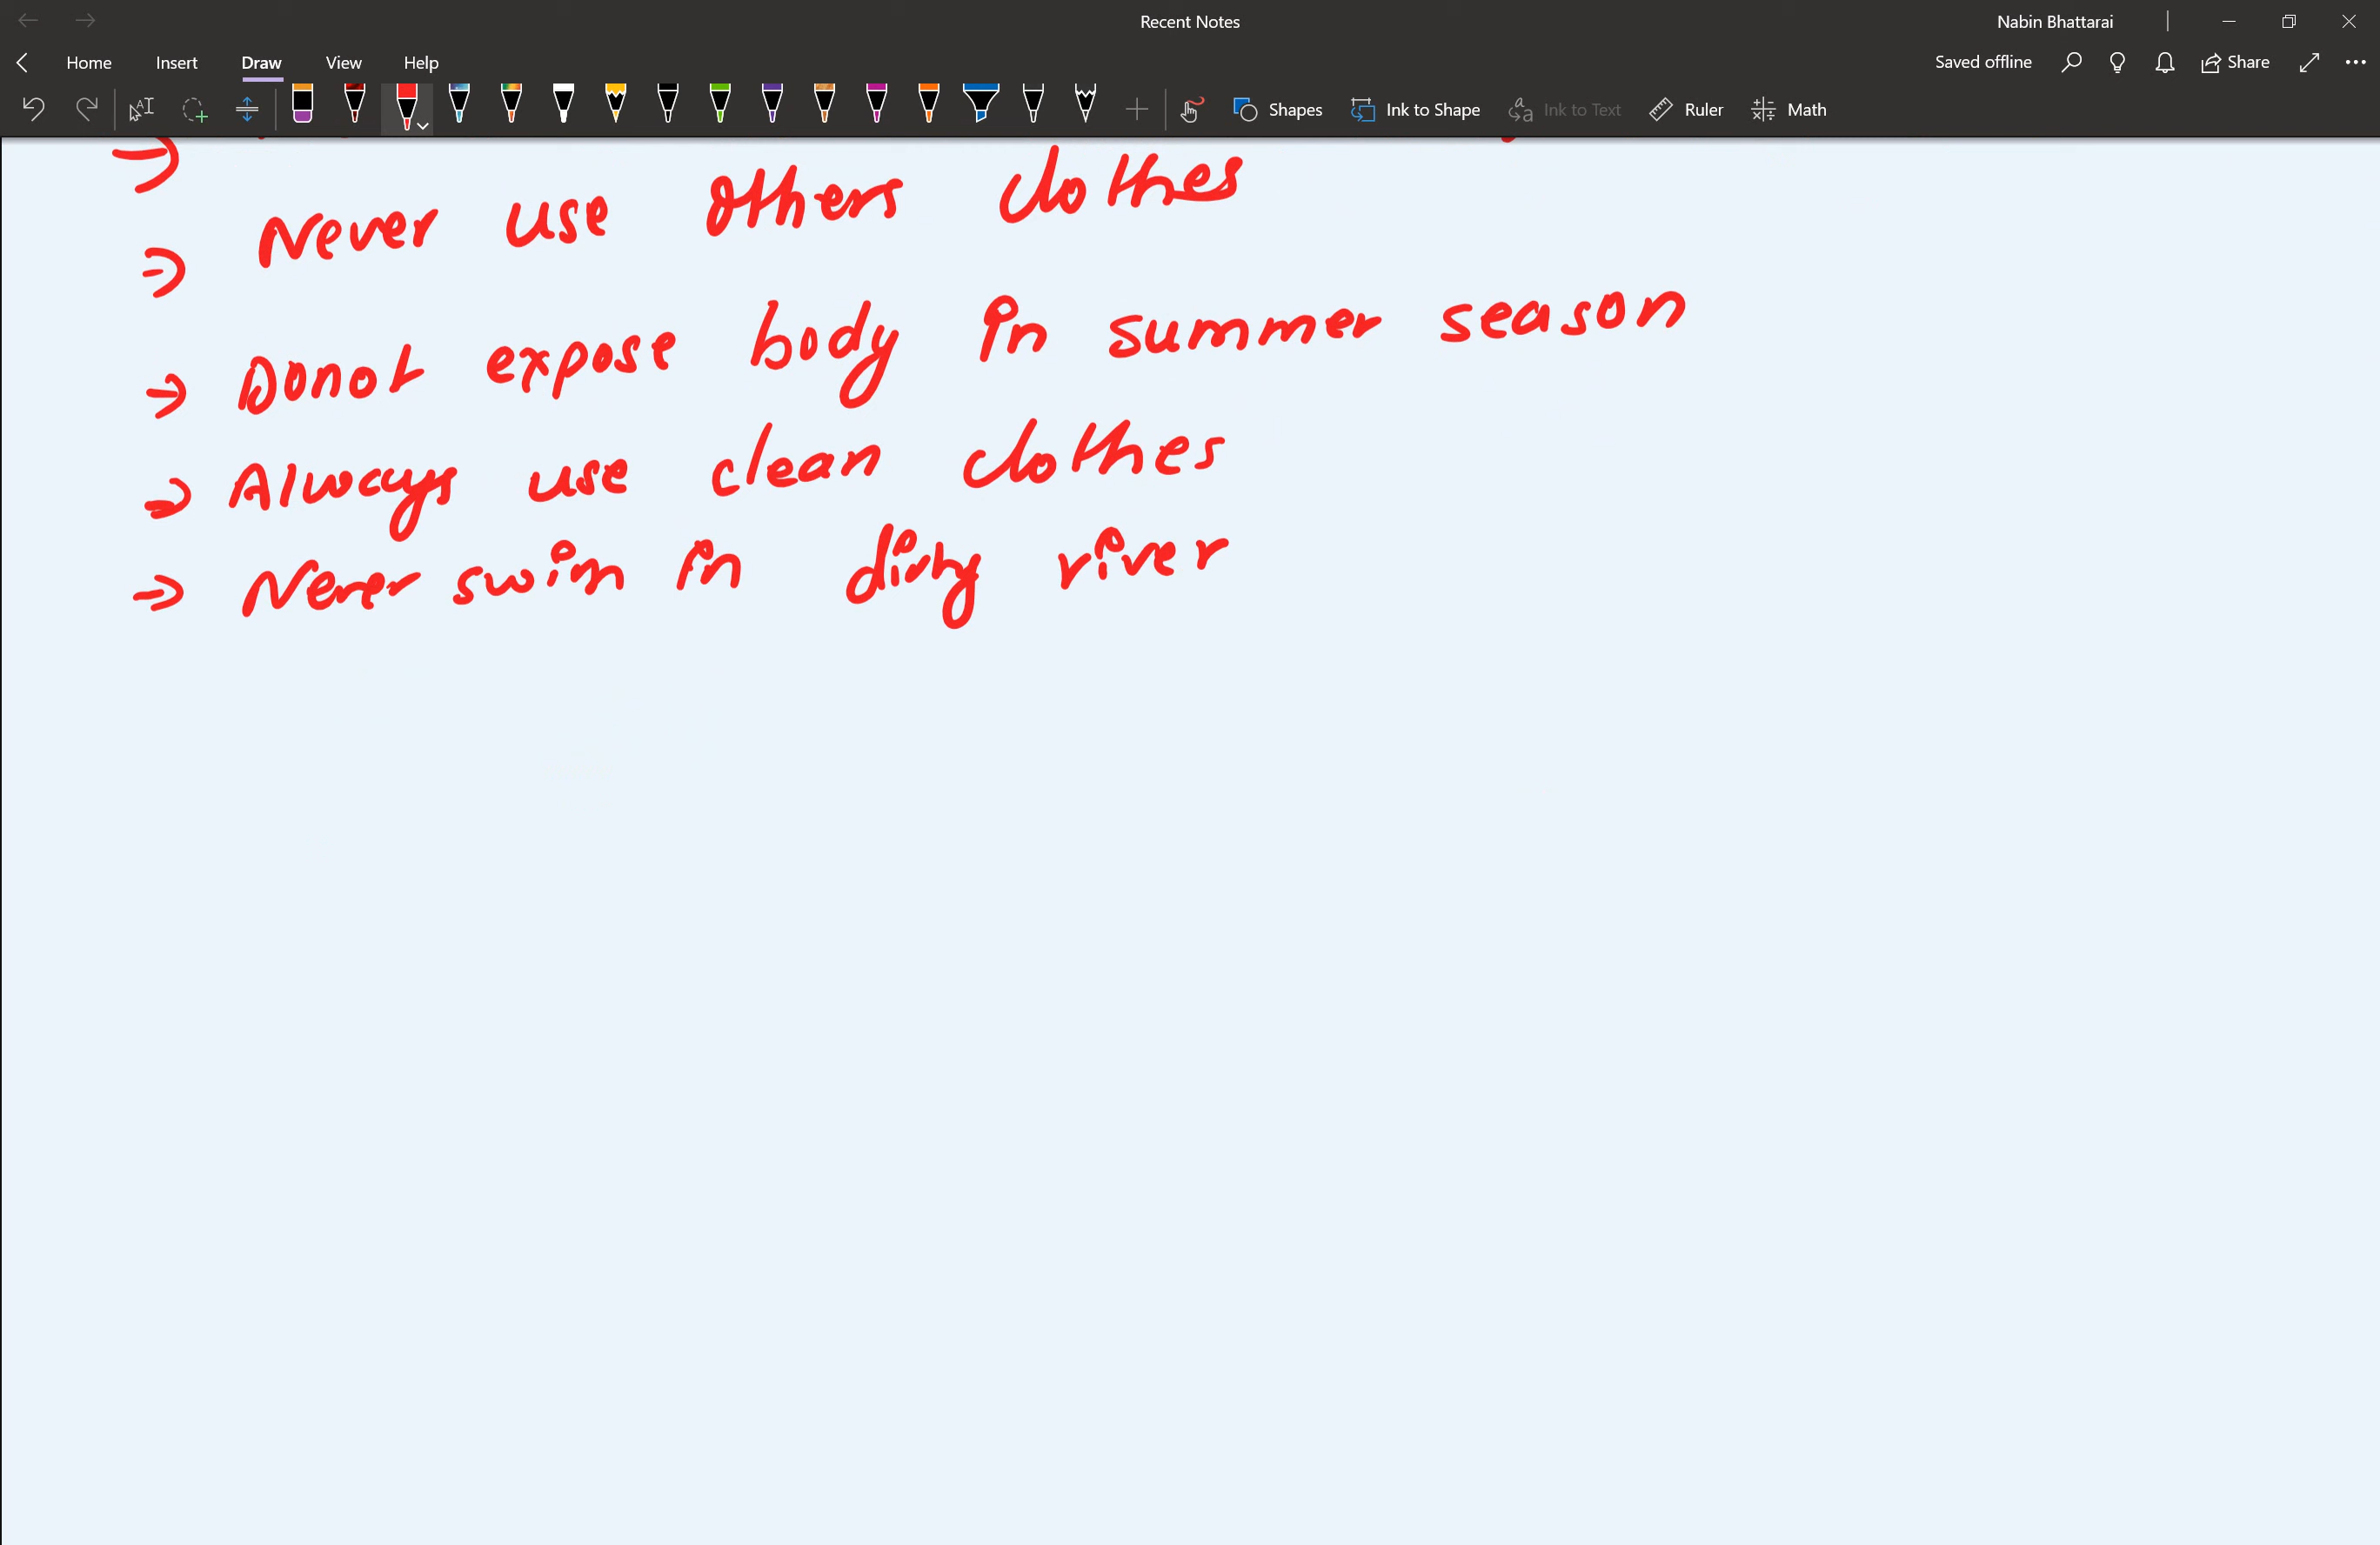 Recent Notes
Nabin Bhattarai
Home Insert Draw View Help
Saved offline
Share
Shapes Ink to Shape Ink to Text Ruler Math
⇒
⇒ Never use others clothes
⇒ Donot expose body in summer season
⇒ Always use clean clothes
⇒ Never swim in dirty river